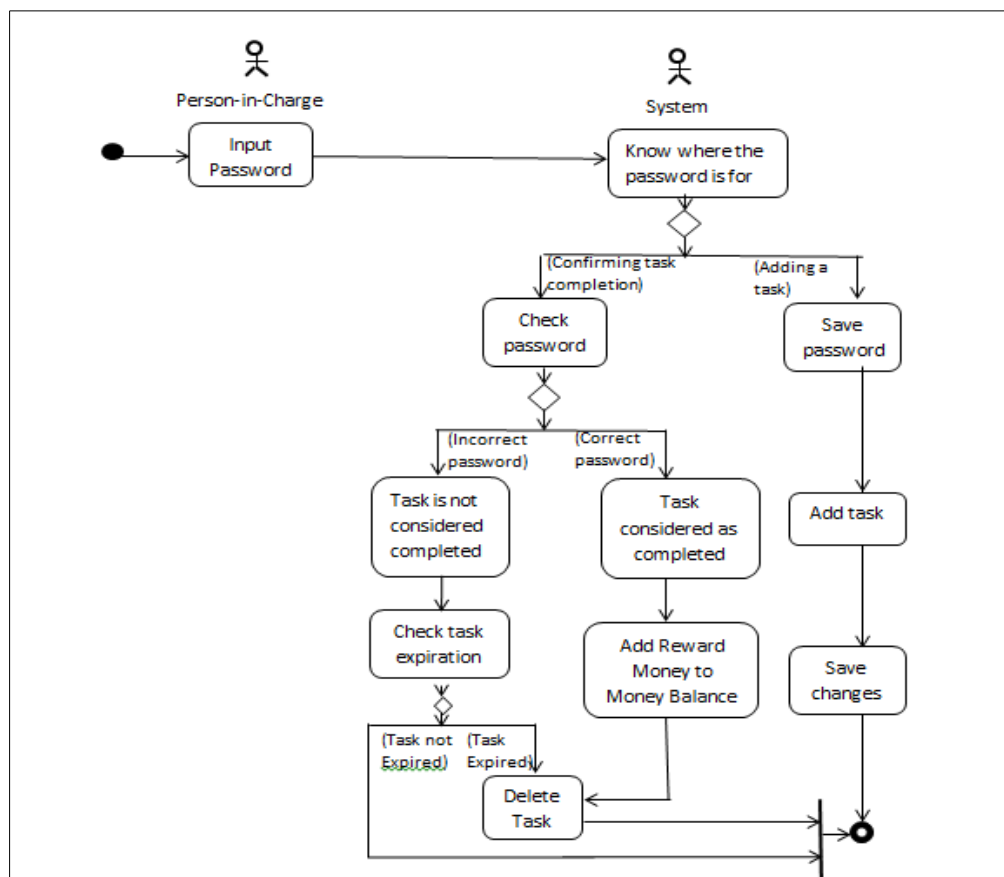 Person-in-Charge
System
Input
Password
Know where the
password is for
(Confirming task
completion)
(Adding a
task)
Check
password
Save
password
(Incorrect
password)
(Correct
password)
Task is not
considered
completed
Task
considered as
completed
Add task
Check task
expiration
Add Reward
Money to
Money Balance
Save
changes
(Task not
Expired)
(Task
Expired)
Delete
Task